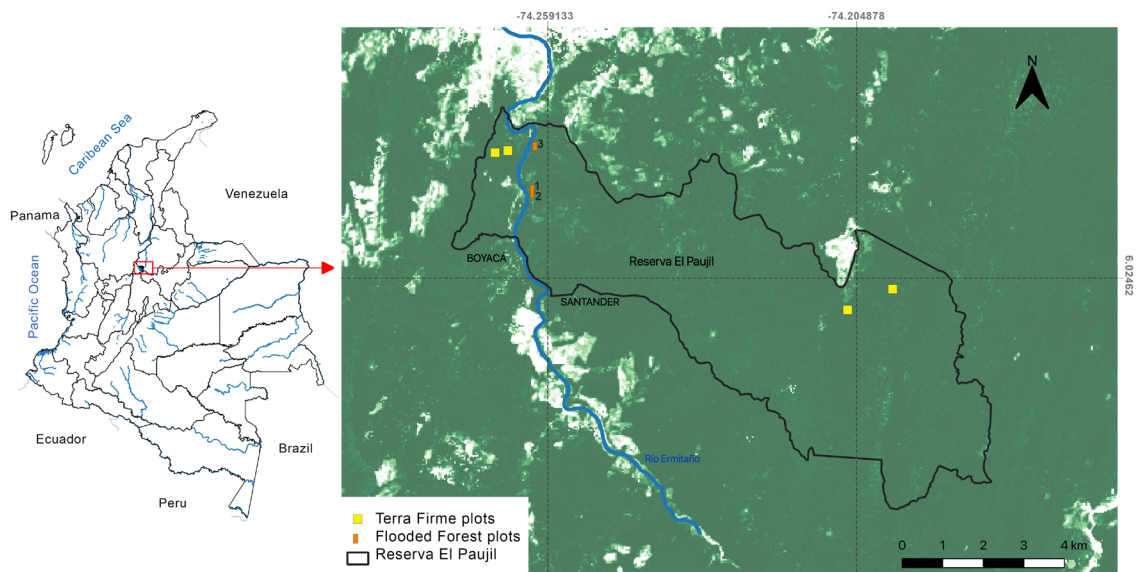 -74.259133
-74.204878
N
Caribean Sea
Venezuela
Panama
Pacific Ocean
Ecuador
Brazil
Peru
3
1
2
BOYACÁ
Reserva El Paujil
SANTANDER
6.02462
Río Ermitaño
Terra Firme plots
Flooded Forest plots
Reserva El Paujil
0 1 2 3 4 km